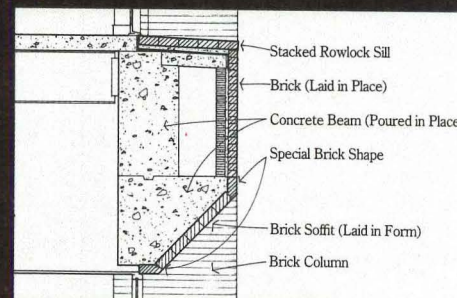 Stacked Rowlock Sill
Brick (Laid in Place)
Concrete Beam (Poured in Place
Special Brick Shape
Brick Soffit (Laid in Form)
Brick Column